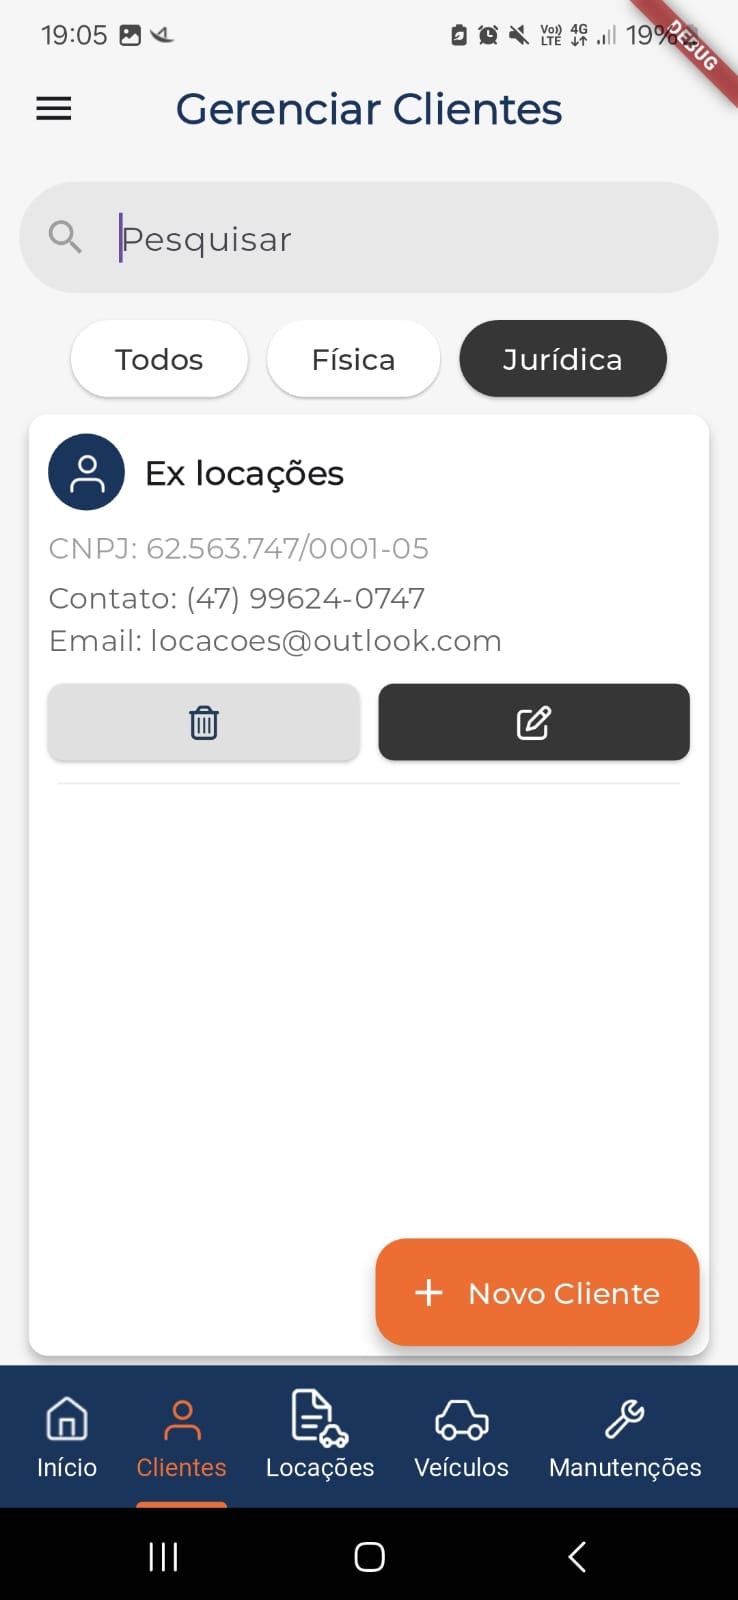 19:05
Vo)) LTE 4G 19%
DEBUG
Gerenciar Clientes
Pesquisar
Todos Física Jurídica
Ex locações
CNPJ: 62.563.747/0001-05
Contato: (47) 99624-0747
Email: locacoes@outlook.com
+ Novo Cliente
Início Clientes Locações Veículos Manutenções